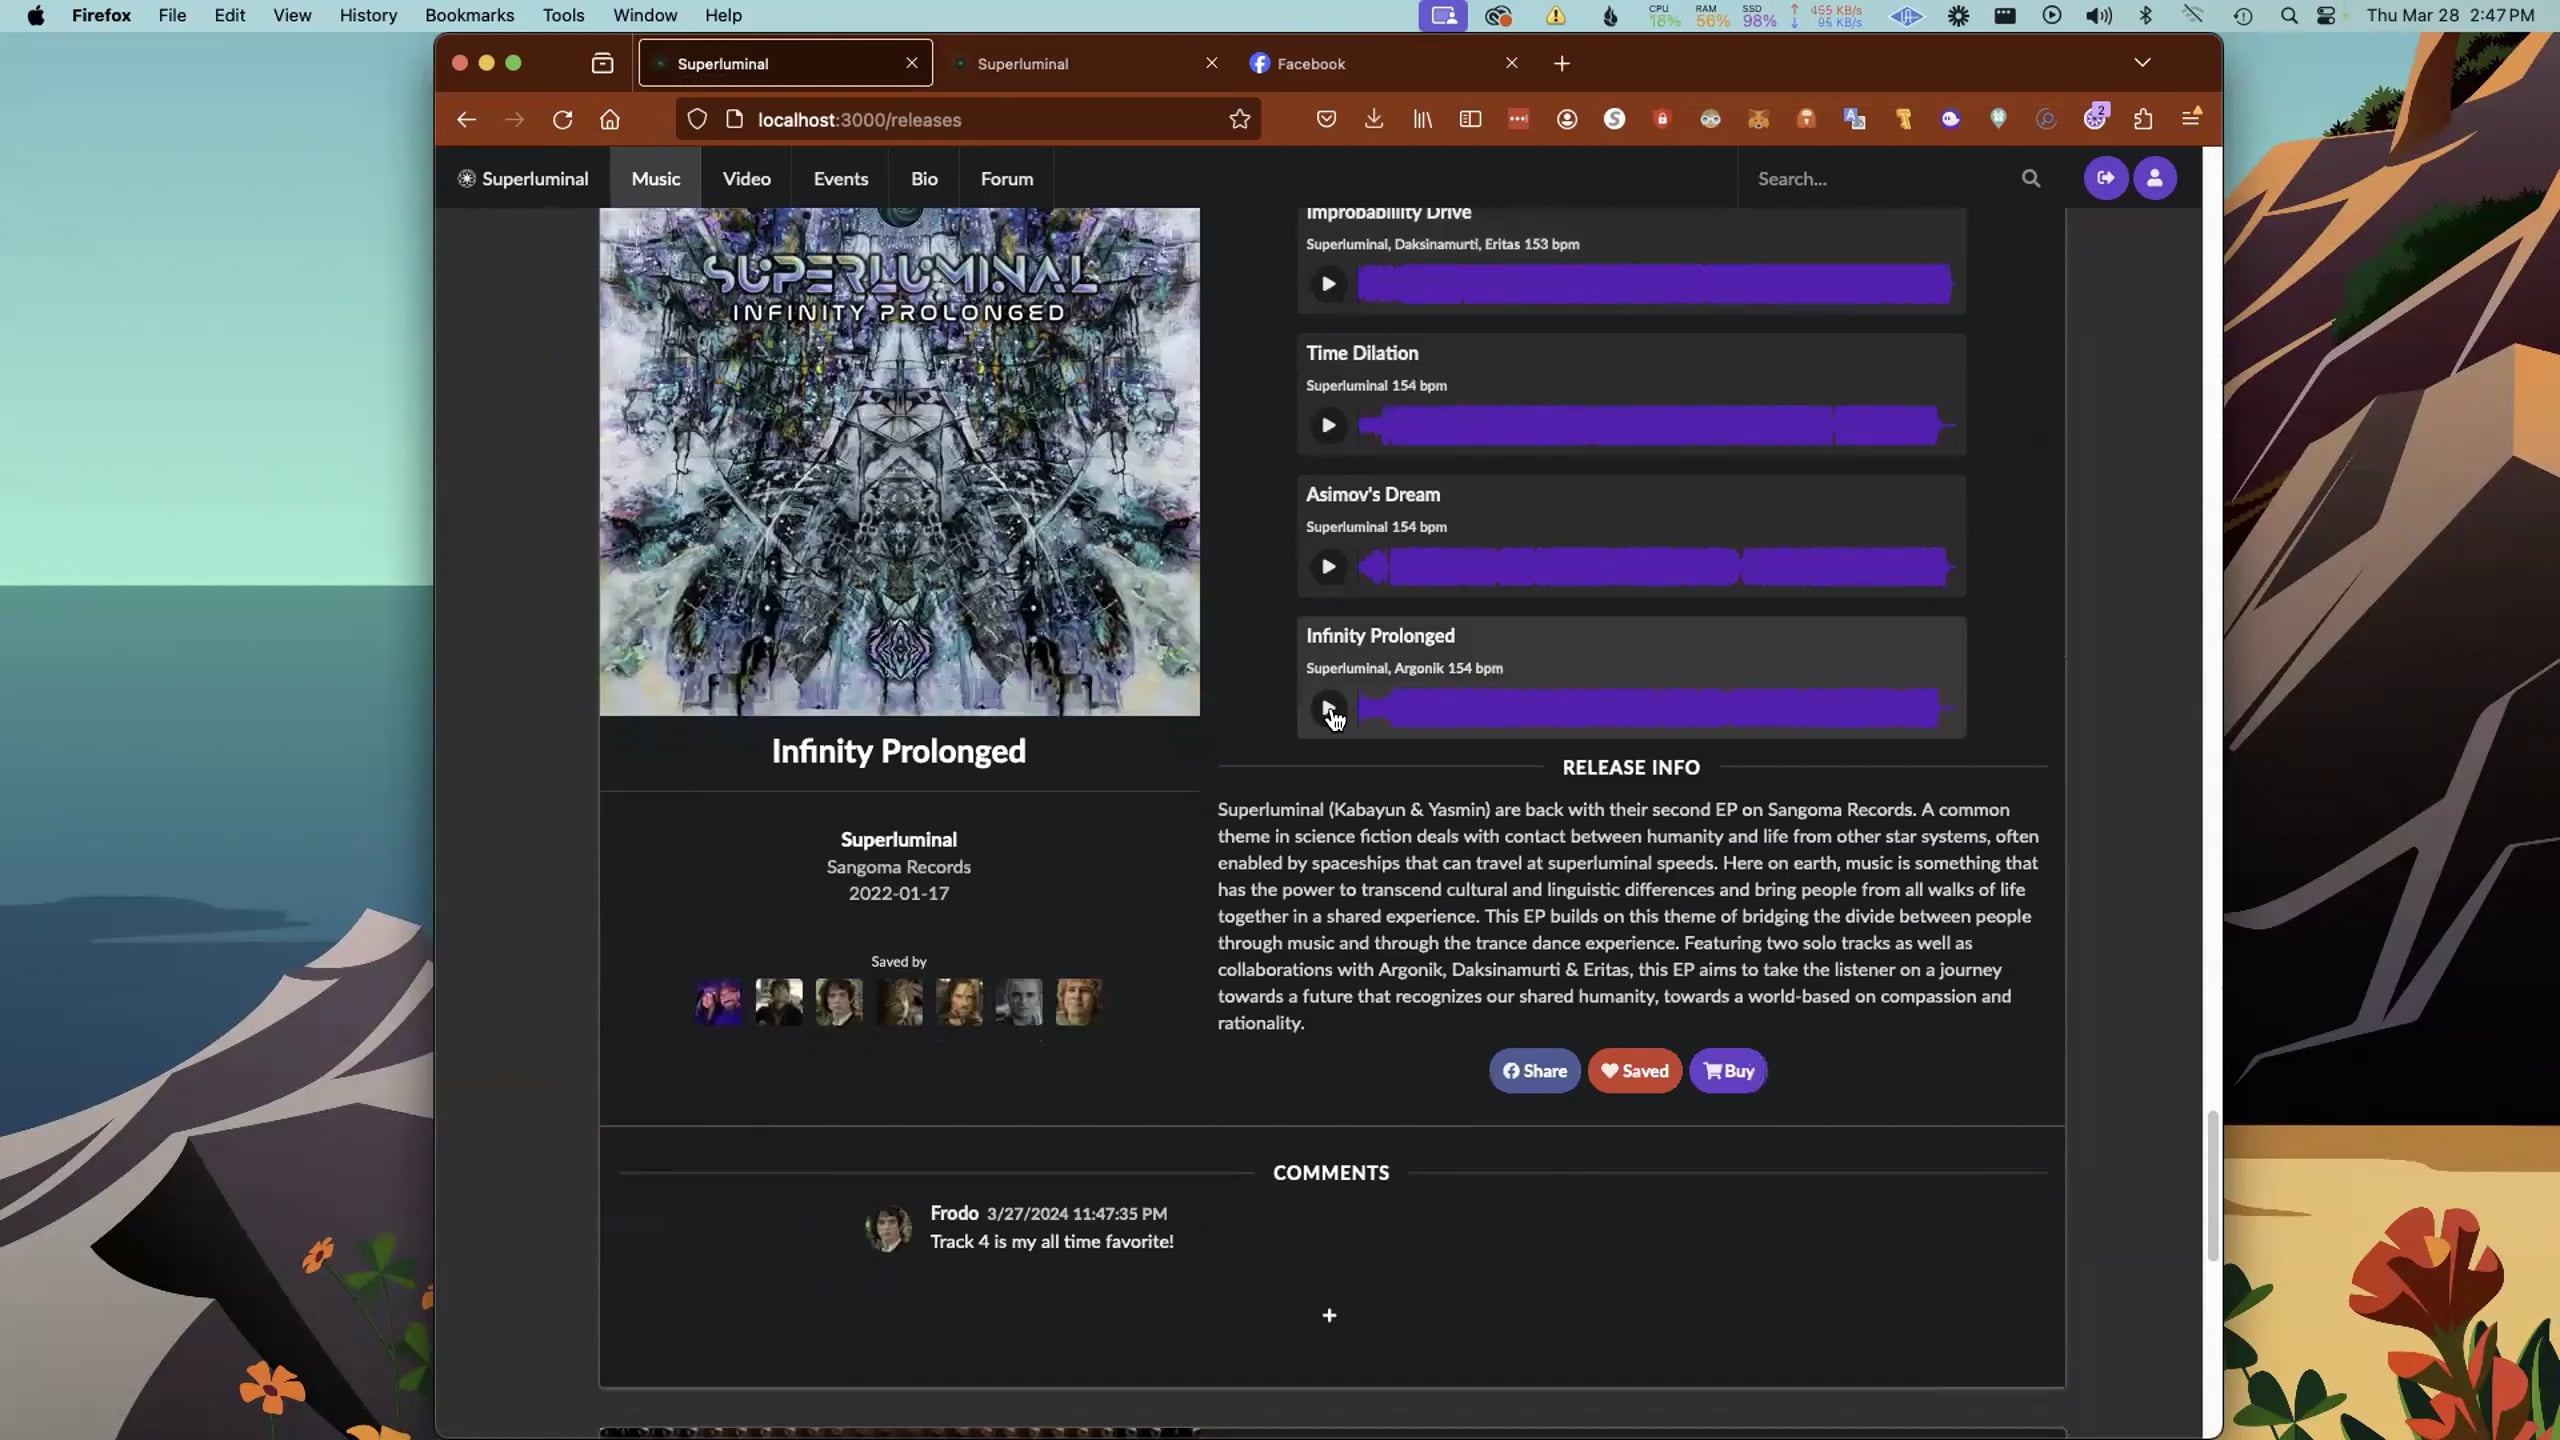 Firefox File Edit View History Bookmarks Tools Window Help
CPU 18% RAM 56% SSD 98% 455 KB/s 95 KB/s
Thu Mar 28 2:47 PM
Superluminal
Superluminal
Facebook
localhost:3000/releases
2
Superluminal Music Video Events Bio Forum
Search...
SUPERLUMINAL
INFINITY PROLONGED
Infinity Prolonged
Superluminal
Sangoma Records
2022-01-17
Saved by
Improbability Drive
Superluminal, Daksinamurti, Eritas 153 bpm
Time Dilation
Superluminal 154 bpm
Asimov's Dream
Superluminal 154 bpm
Infinity Prolonged
Superluminal, Argonik 154 bpm
RELEASE INFO
Superluminal (Kabayun & Yasmin) are back with their second EP on Sangoma Records. A common
theme in science fiction deals with contact between humanity and life from other star systems, often
enabled by spaceships that can travel at superluminal speeds. Here on earth, music is something that
has the power to transcend cultural and linguistic differences and bring people from all walks of life
together in a shared experience. This EP builds on this theme of bridging the divide between people
through music and through the trance dance experience. Featuring two solo tracks as well as
collaborations with Argonik, Daksinamurti & Eritas, this EP aims to take the listener on a journey
towards a future that recognizes our shared humanity, towards a world-based on compassion and
rationality.
Share Saved Buy
COMMENTS
Frodo 3/27/2024 11:47:35 PM
Track 4 is my all time favorite!